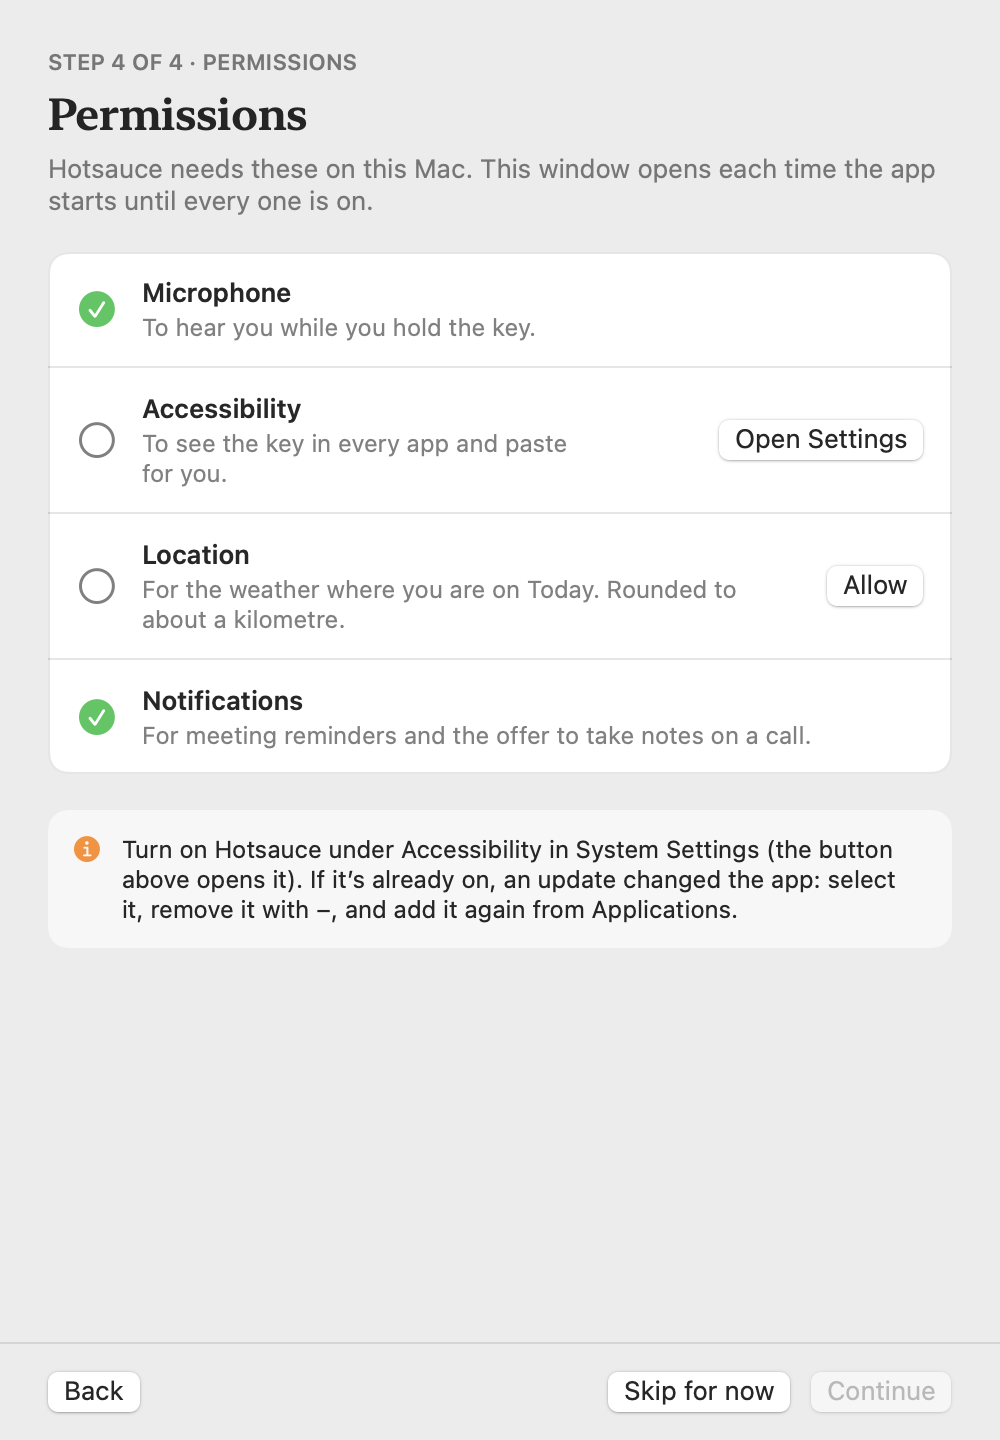 STEP 4 OF 4 · PERMISSIONS
Permissions
Hotsauce needs these on this Mac. This window opens each time the app
starts until every one is on.
Microphone
To hear you while you hold the key.
Accessibility
To see the key in every app and paste
for you.
Open Settings
Location
For the weather where you are on Today. Rounded to
about a kilometre.
Allow
Notifications
For meeting reminders and the offer to take notes on a call.
Turn on Hotsauce under Accessibility in System Settings (the button
above opens it). If it’s already on, an update changed the app: select
it, remove it with –, and add it again from Applications.
Back
Skip for now
Continue